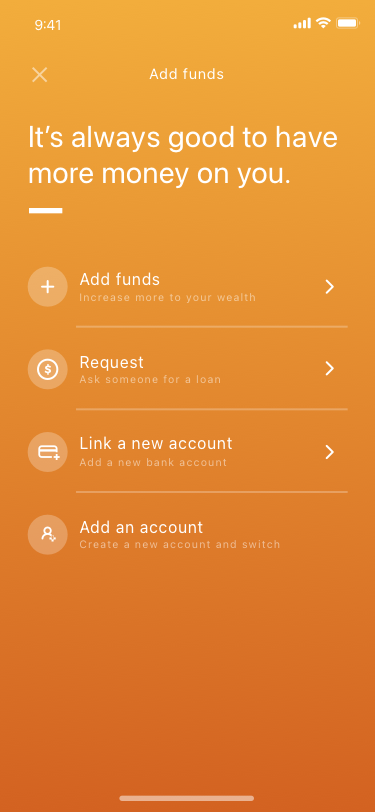 9:41
Add funds
It’s always good to have
more money on you.
Add funds
Increase more to your wealth
Request
Ask someone for a loan
Link a new account
Add a new bank account
Add an account
Create a new account and switch